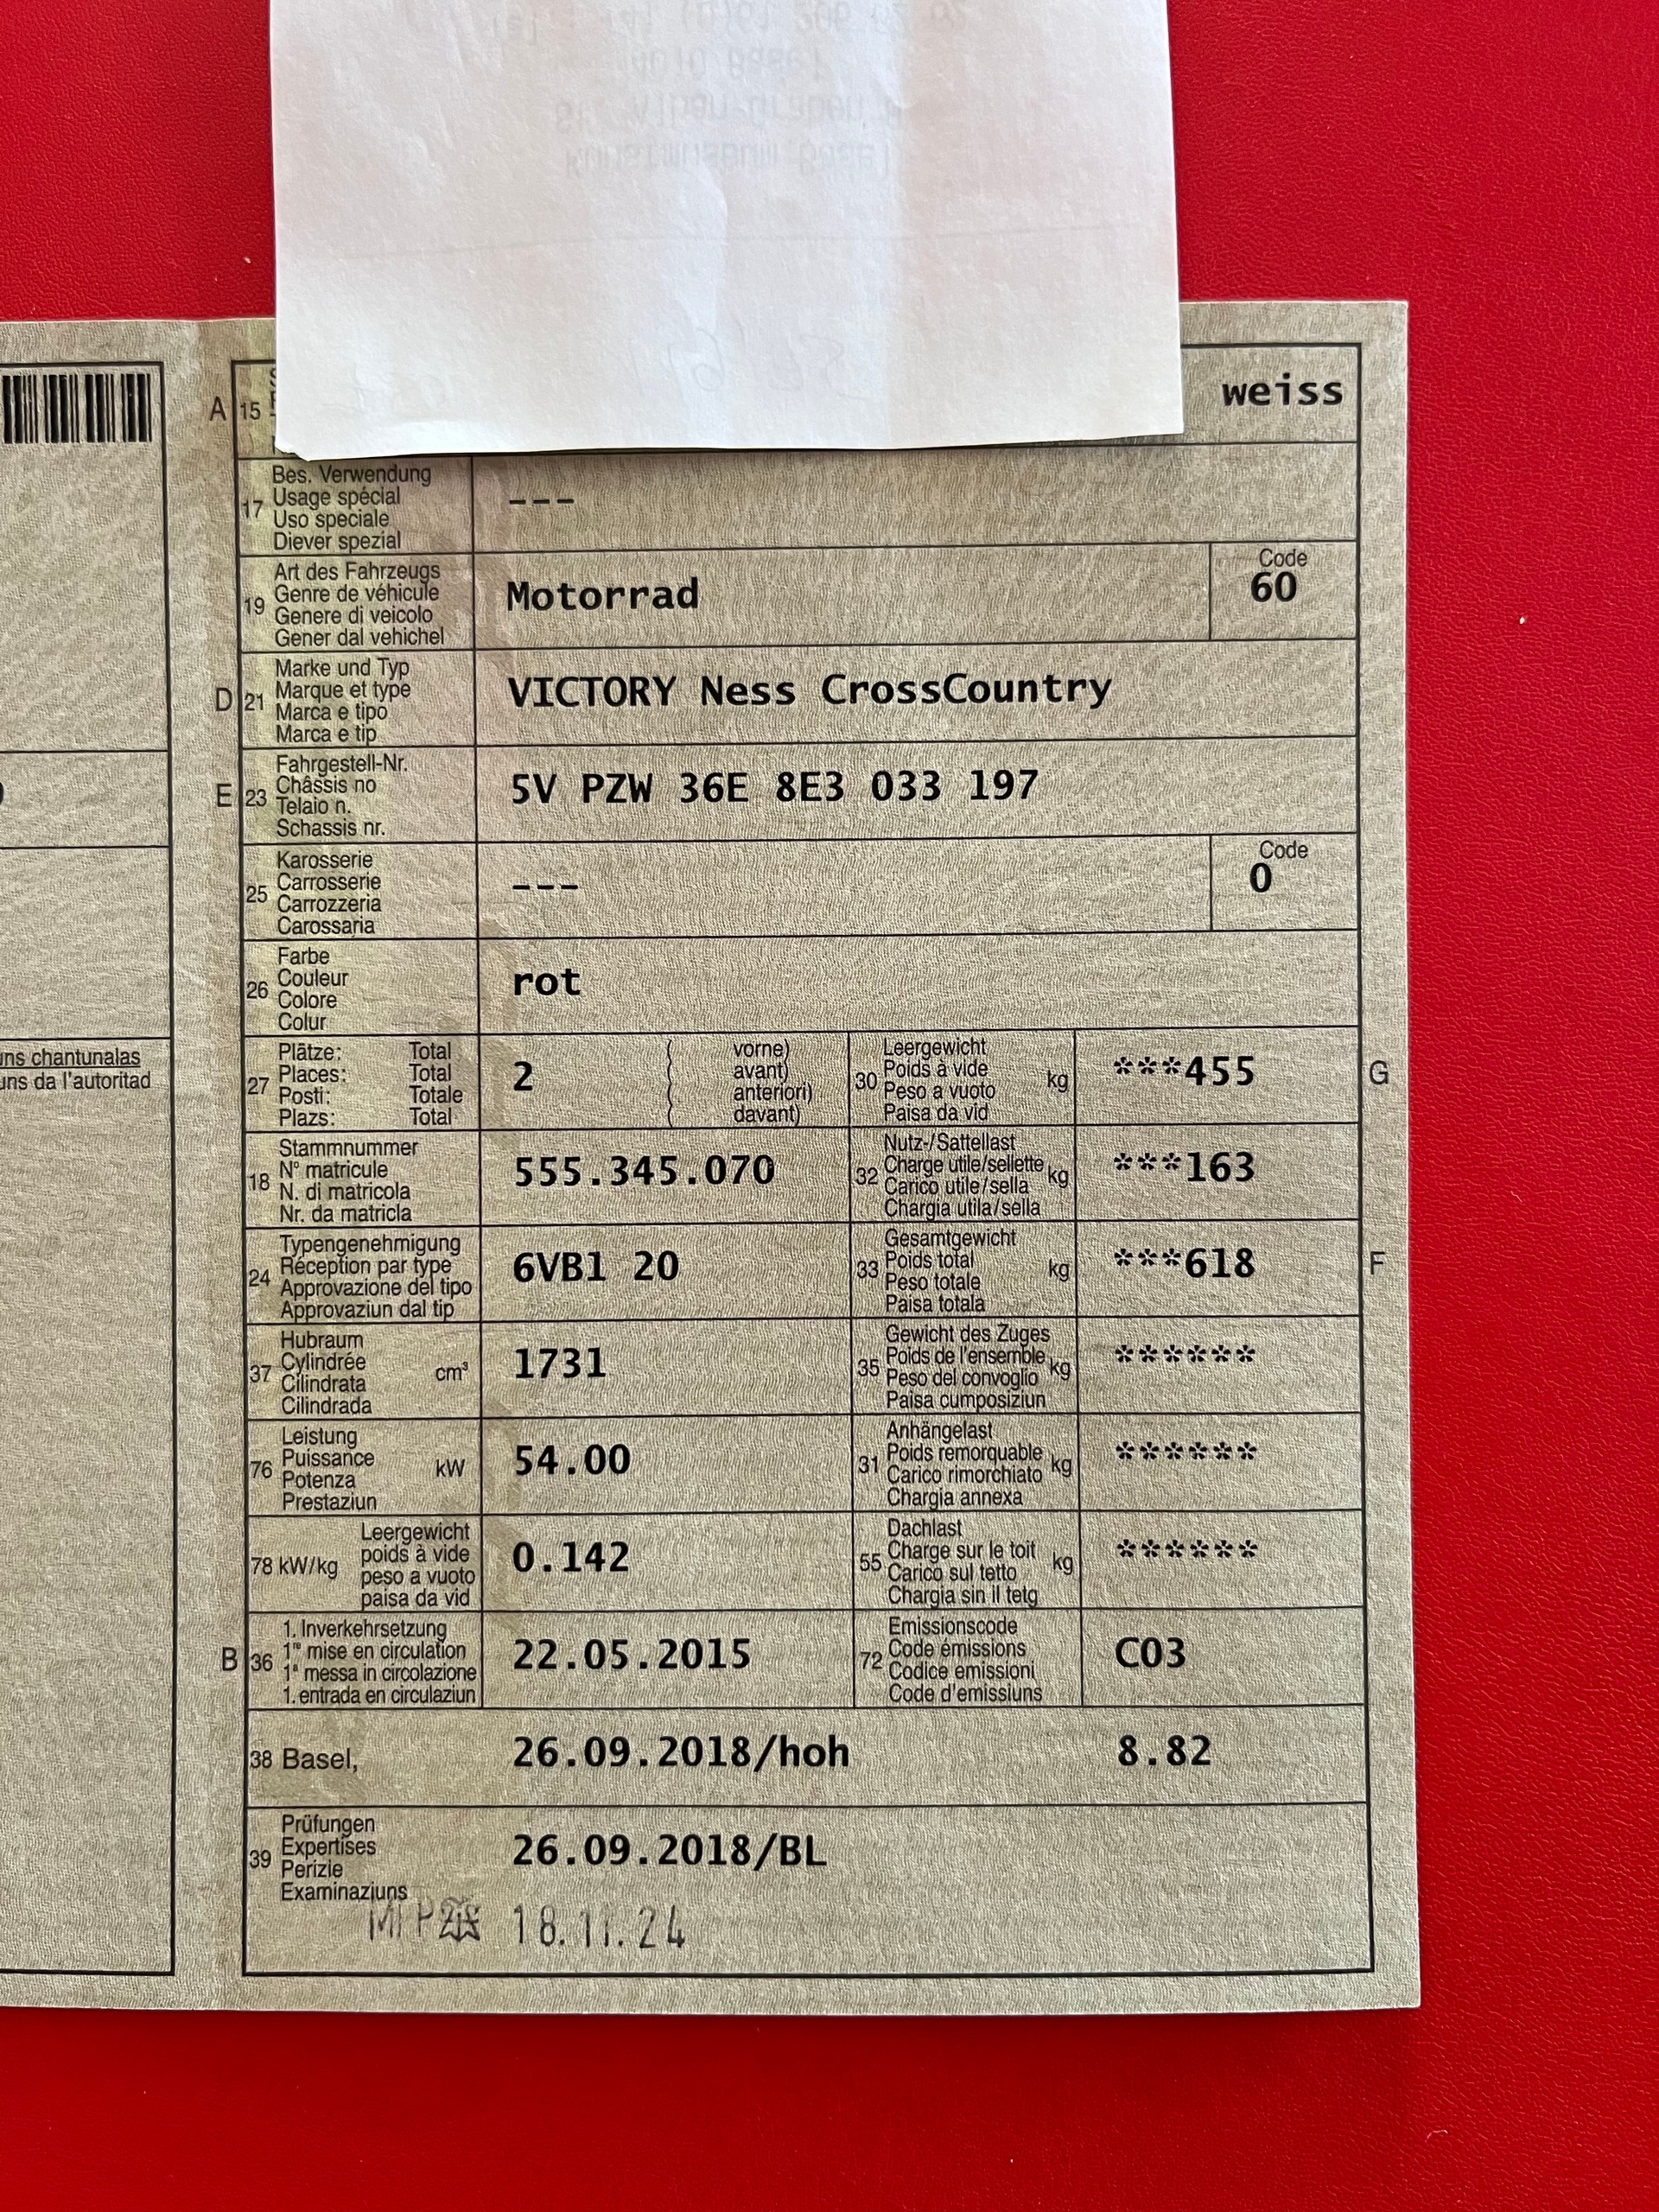 A 15 weiss
17 Bes. Verwendung
Usage spécial
Uso speciale
Diever spezial
---
19 Art des Fahrzeugs
Genre de véhicule
Genere di veicolo
Gener dal vehichel
Motorrad
Code
60
D 21 Marke und Typ
Marque et type
Marca e tipo
Marca e tip
VICTORY Ness CrossCountry
E 23 Fahrgestell-Nr.
Châssis no
Telaio n.
Schassis nr.
5V PZW 36E 8E3 033 197
25 Karosserie
Carrosserie
Carrozzeria
Carossaria
---
Code
0
26 Farbe
Couleur
Colore
Colur
rot
uns chantunalas
uns da l'autoritad
27 Plätze: Total
Places: Total
Posti: Totale
Plazs: Total
2
( vorne)
( avant)
( anteriori)
( davant)
30 Leergewicht
Poids à vide
Peso a vuoto
Paisa da vid
kg
***455
G
18 Stammnummer
N° matricule
N. di matricola
Nr. da matricla
555.345.070
32 Nutz-/Sattellast
Charge utile/sellette
Carico utile/sella
Chargia utila/sella
kg
***163
24 Typengenehmigung
Réception par type
Approvazione del tipo
Approvaziun dal tip
6VB1 20
33 Gesamtgewicht
Poids total
Peso totale
Paisa totala
kg
***618
F
37 Hubraum
Cylindrée
Cilindrata
Cilindrada
cm³
1731
35 Gewicht des Zuges
Poids de l'ensemble
Peso del convoglio
Paisa cumposiziun
kg
******
76 Leistung
Puissance
Potenza
Prestaziun
kW
54.00
31 Anhängelast
Poids remorquable
Carico rimorchiato
Chargia annexa
kg
******
78 kW/kg
Leergewicht
poids à vide
peso a vuoto
paisa da vid
0.142
55 Dachlast
Charge sur le toit
Carico sul tetto
Chargia sin il tetg
kg
******
B 36 1. Inverkehrsetzung
1re mise en circulation
1a messa in circolazione
1. entrada en circulaziun
22.05.2015
72 Emissionscode
Code émissions
Codice emissioni
Code d'emissiuns
C03
38 Basel, 26.09.2018/hoh 8.82
39 Prüfungen
Expertises
Perizie
Examinaziuns
26.09.2018/BL
18.11.24